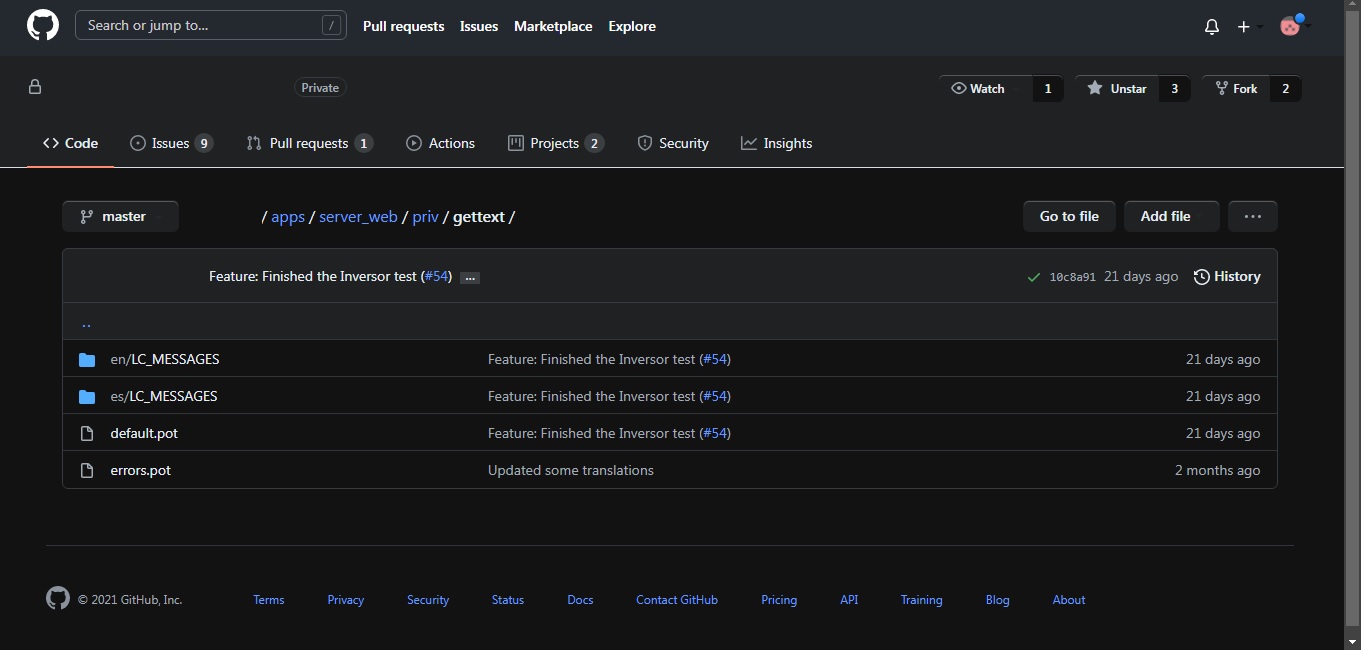 Search or jump to... / Pull requests Issues Marketplace Explore
Private Watch 1 Unstar 3 Fork 2
Code Issues 9 Pull requests 1 Actions Projects 2 Security Insights
master / apps / server_web / priv / gettext / Go to file Add file ...
Feature: Finished the Inversor test (#54) ... 10c8a91 21 days ago History
..
en/LC_MESSAGES Feature: Finished the Inversor test (#54) 21 days ago
es/LC_MESSAGES Feature: Finished the Inversor test (#54) 21 days ago
default.pot Feature: Finished the Inversor test (#54) 21 days ago
errors.pot Updated some translations 2 months ago
© 2021 GitHub, Inc. Terms Privacy Security Status Docs Contact GitHub Pricing API Training Blog About